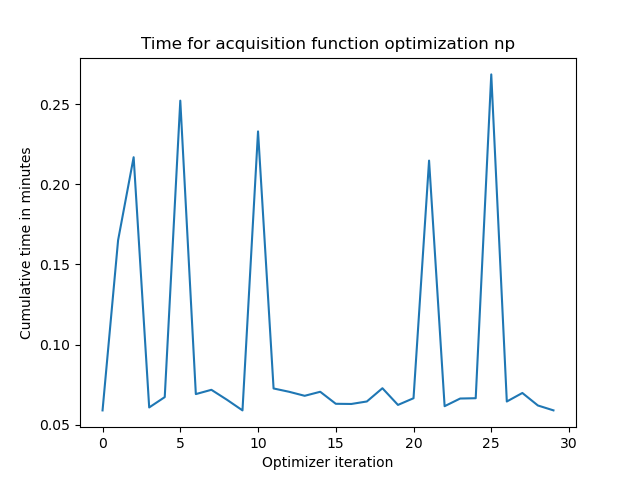 Time for acquisition function optimization np
Cumulative time in minutes
0.25
0.20
0.15
0.10
0.05
0 5 10 15 20 25 30
Optimizer iteration